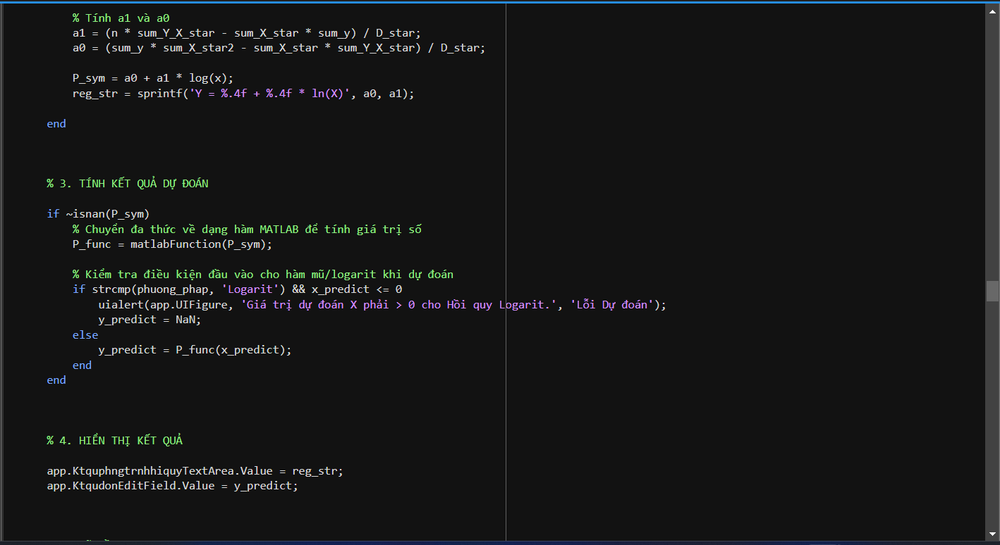 % Tính a1 và a0
a1 = (n * sum_Y_X_star - sum_X_star * sum_y) / D_star;
a0 = (sum_y * sum_X_star2 - sum_X_star * sum_Y_X_star) / D_star;
P_sym = a0 + a1 * log(x);
reg_str = sprintf('Y = %.4f + %.4f * ln(X)', a0, a1);
end
% 3. TÍNH KẾT QUẢ DỰ ĐOÁN
if ~isnan(P_sym)
% Chuyển đa thức về dạng hàm MATLAB để tính giá trị số
P_func = matlabFunction(P_sym);
% Kiểm tra điều kiện đầu vào cho hàm mũ/logarit khi dự đoán
if strcmp(phuong_phap, 'Logarit') && x_predict <= 0
uialert(app.UIFigure, 'Giá trị dự đoán X phải > 0 cho Hồi quy Logarit.', 'Lỗi Dự đoán');
y_predict = NaN;
else
y_predict = P_func(x_predict);
end
end
% 4. HIỂN THỊ KẾT QUẢ
app.KtquphngtrnhhiquyTextArea.Value = reg_str;
app.KtqudonEditField.Value = y_predict;